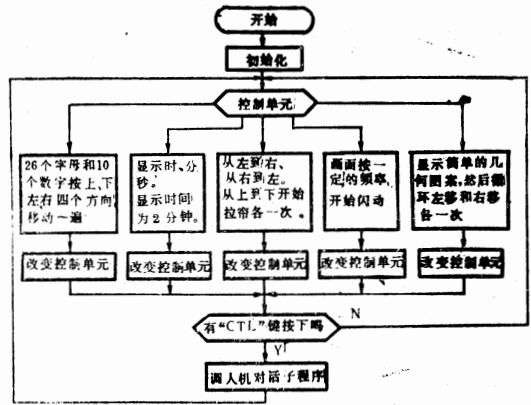 开始
初始化
控制单元
26个字母和10
个数字按上、下
左右四个方向
移动一遍
显示时、分
秒。
显示时间
为2分钟。
从左到右、
从右到左。
从上到下开始
拉帘各一次。
画面按一
定的频率,
开始闪动
显示简单的几
何图案,然后循
环左移和右移
各一次
改变控制单元
改变控制单元
改变控制单元
改变控制单元
改变控制单元
有“CTL”键按下吗
N
Y
调人机对话子程序